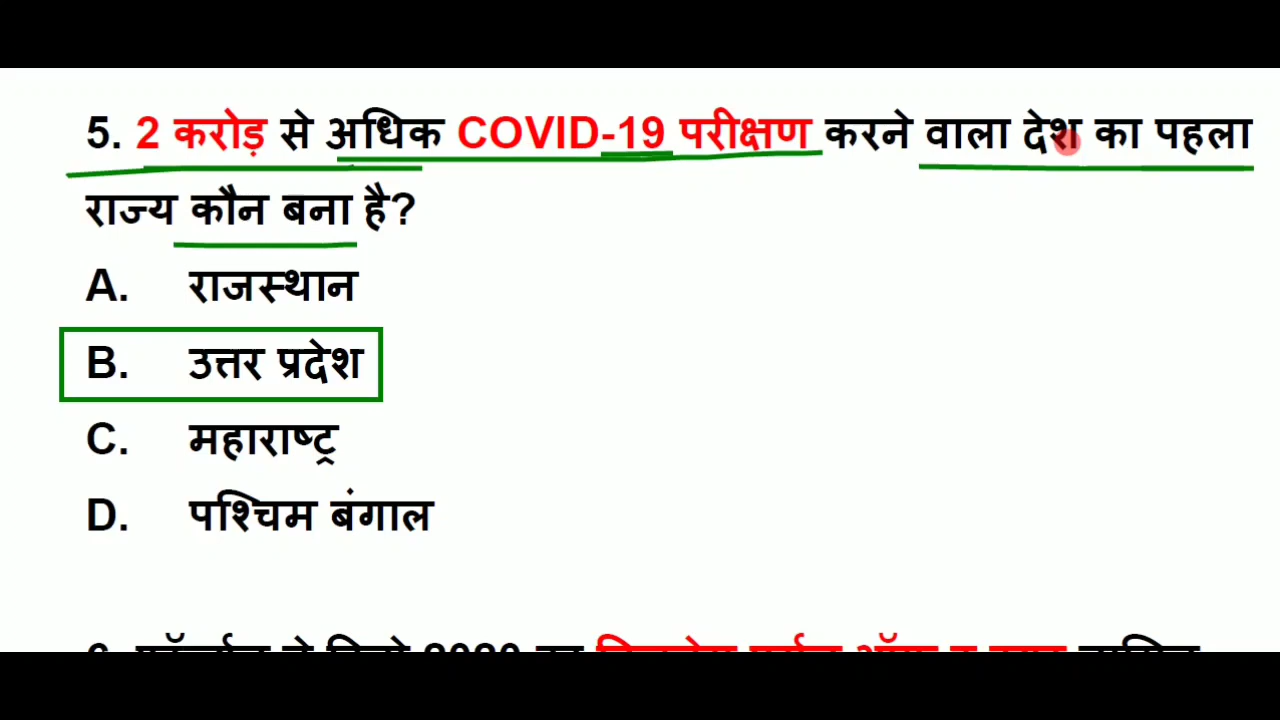 5. 2 करोड़ से अधिक COVID-19 परीक्षण करने वाला देश का पहला
राज्य कौन बना है?
A. राजस्थान
B. उत्तर प्रदेश
C. महाराष्ट्र
D. पश्चिम बंगाल